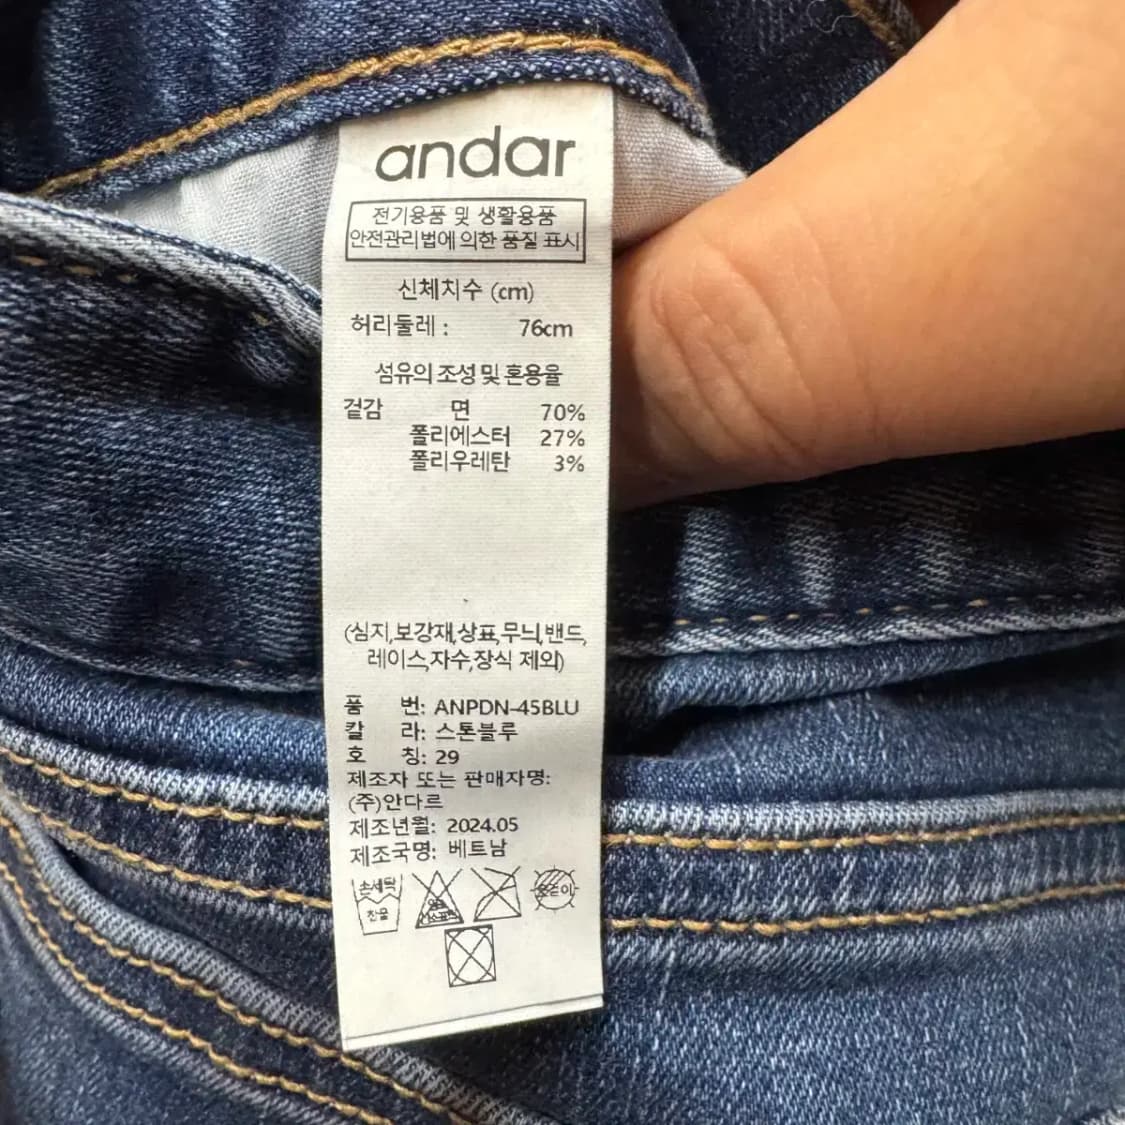 andar
전기용품 및 생활용품
안전관리법에 의한 품질 표시
신체치수 (cm)
허리둘레 : 76cm
섬유의 조성 및 혼용율
겉감 면 70%
폴리에스터 27%
폴리우레탄 3%
(심지,보강재,상표,무늬,밴드,
레이스,자수,장식 제외)
품 번: ANPDN-45BLU
칼 라: 스톤블루
호 칭: 29
제조자 또는 판매자명:
(주)안다르
제조년월: 2024.05
제조국명: 베트남
손세탁
찬물
염소표백